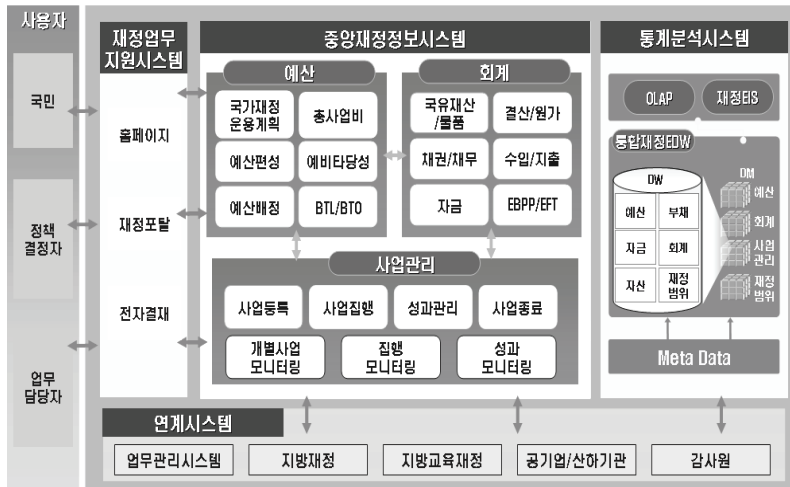 사용자
국민
정책
결정자
업무
담당자
재정업무
지원시스템
홈페이지
재정포탈
전자결재
중앙재정정보시스템
예산
국가재정
운용계획
총사업비
예산편성
예비타당성
예산배정
BTL/BTO
회계
국유재산
/물품
결산/원가
채권/채무
수입/지출
자금
EBPP/EFT
사업관리
사업등록
사업집행
성과관리
사업종료
개별사업
모니터링
집행
모니터링
성과
모니터링
통계분석시스템
OLAP
재정EIS
통합재정EDW
DW
예산
부채
자금
회계
자산
재정
범위
DM
예산
회계
사업
관리
재정
범위
Meta Data
연계시스템
업무관리시스템
지방재정
지방교육재정
공기업/산하기관
감사원